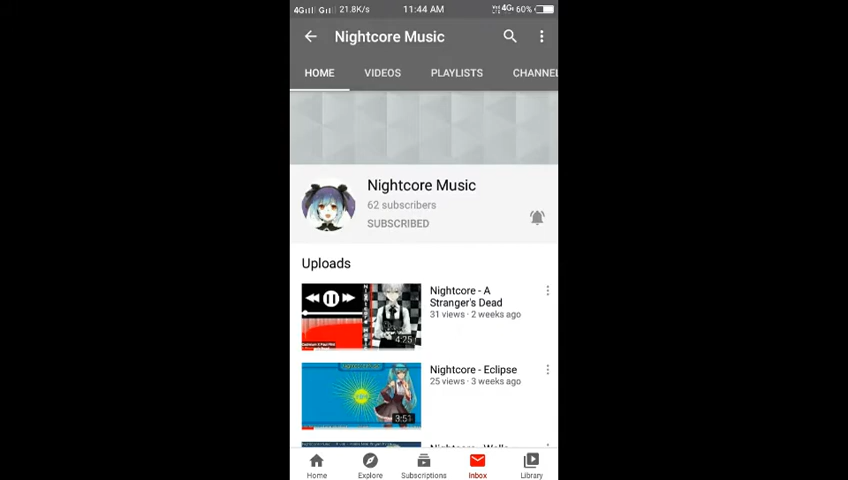 4G G 21.8K/s 11:44 AM 4G 60%
Nightcore Music
HOME VIDEOS PLAYLISTS CHANNEL
Nightcore Music
62 subscribers
SUBSCRIBED
Uploads
Nightcore - A
Stranger's Dead
31 views · 2 weeks ago
4:25
Nightcore - Eclipse
25 views · 3 weeks ago
3:51
Home Explore Subscriptions Inbox Library